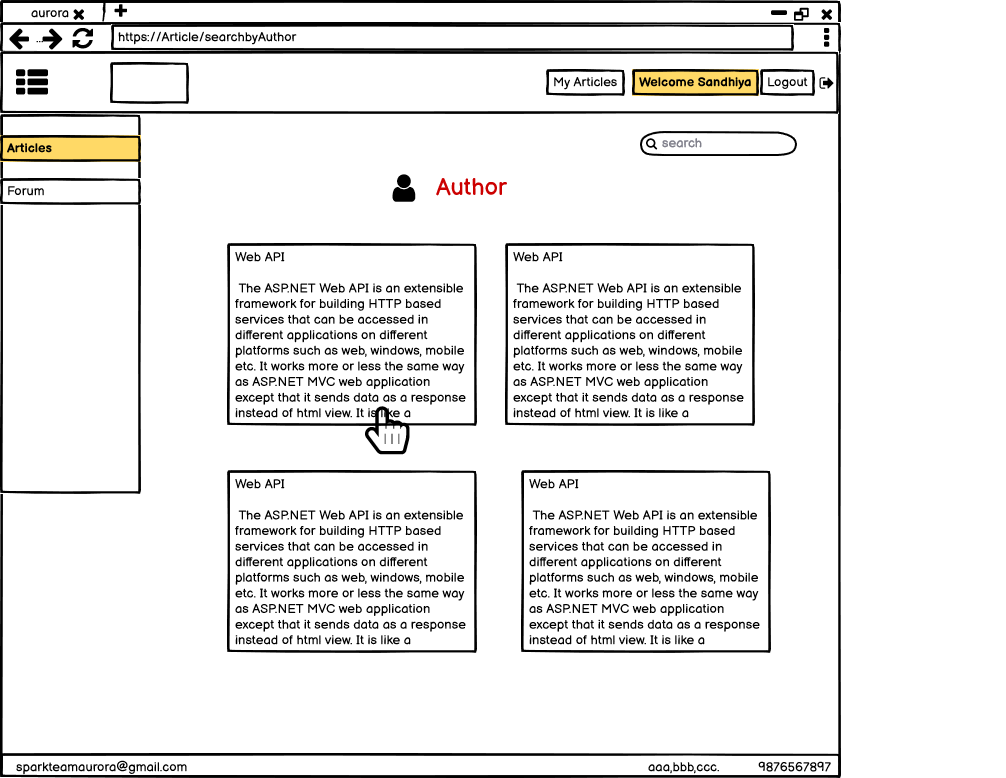 aurora
https://Article/searchbyAuthor
My Articles
Welcome Sandhiya
Logout
Articles
Forum
search
Author
Web API
The ASP.NET Web API is an extensible
framework for building HTTP based
services that can be accessed in
different applications on different
platforms such as web, windows, mobile
etc. It works more or less the same way
as ASP.NET MVC web application
except that it sends data as a response
instead of html view. It is like a
Web API
The ASP.NET Web API is an extensible
framework for building HTTP based
services that can be accessed in
different applications on different
platforms such as web, windows, mobile
etc. It works more or less the same way
as ASP.NET MVC web application
except that it sends data as a response
instead of html view. It is like a
Web API
The ASP.NET Web API is an extensible
framework for building HTTP based
services that can be accessed in
different applications on different
platforms such as web, windows, mobile
etc. It works more or less the same way
as ASP.NET MVC web application
except that it sends data as a response
instead of html view. It is like a
Web API
The ASP.NET Web API is an extensible
framework for building HTTP based
services that can be accessed in
different applications on different
platforms such as web, windows, mobile
etc. It works more or less the same way
as ASP.NET MVC web application
except that it sends data as a response
instead of html view. It is like a
sparkteamaurora@gmail.com
aaa,bbb,ccc.
9876567897